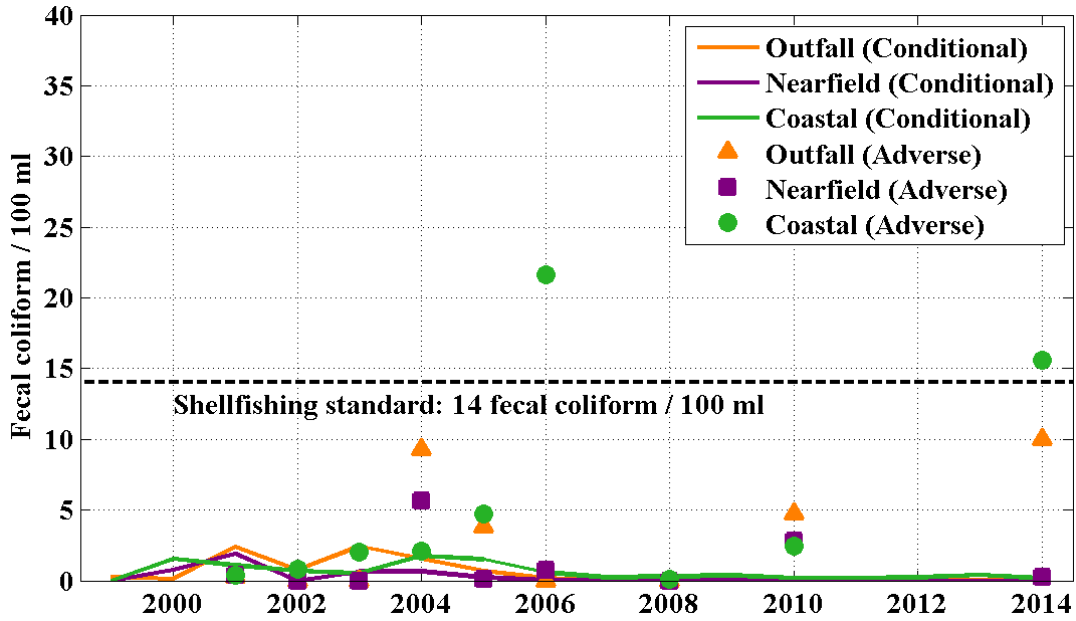 40
35
30
25
20
15
10
5
0
Fecal coliform / 100 ml
Outfall (Conditional)
Nearfield (Conditional)
Coastal (Conditional)
Outfall (Adverse)
Nearfield (Adverse)
Coastal (Adverse)
Shellfishing standard: 14 fecal coliform / 100 ml
2000 2002 2004 2006 2008 2010 2012 2014